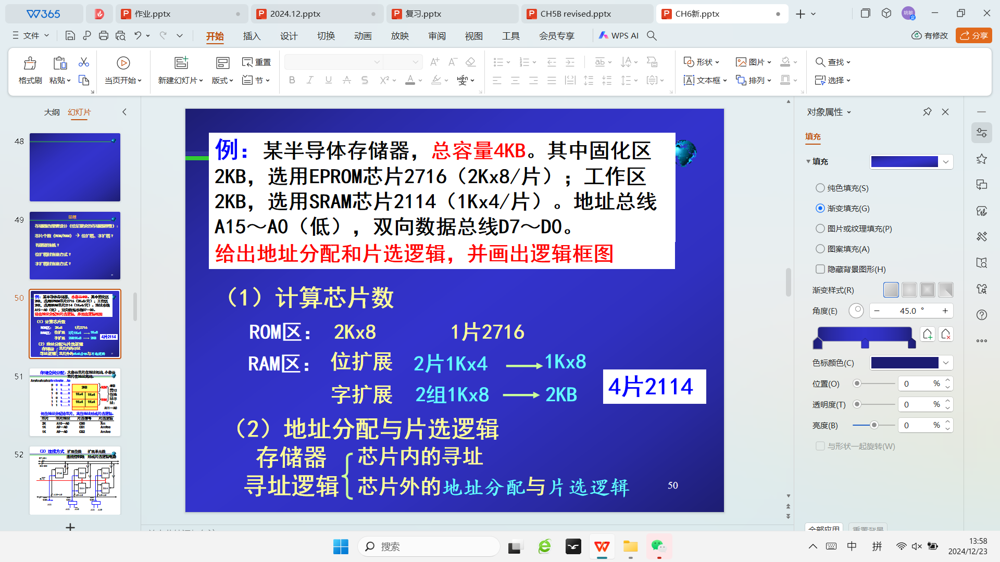 W365
作业.pptx
2024.12.pptx
复习.pptx
CH5B revised.pptx
CH6新.pptx
文件
开始
插入
设计
切换
动画
放映
审阅
视图
工具
会员专享
WPS AI
有修改
分享
格式刷
粘贴
当页开始
新建幻灯片
版式
重置
节
形状
图片
查找
文本框
排列
选择
大纲
幻灯片
48
49
50
51
52
例：某半导体存储器，总容量4KB。其中固化区
2KB，选用EPROM芯片2716（2Kx8/片）；工作区
2KB，选用SRAM芯片2114（1Kx4/片）。地址总线
A15～A0（低），双向数据总线D7～D0。
给出地址分配和片选逻辑，并画出逻辑框图
（1）计算芯片数
ROM区： 2Kx8 1片2716
RAM区： 位扩展 2片1Kx4 1Kx8
字扩展 2组1Kx8 2KB
4片2114
（2）地址分配与片选逻辑
存储器
寻址逻辑
芯片内的寻址
芯片外的地址分配与片选逻辑
50
对象属性
填充
填充
纯色填充(S)
渐变填充(G)
图片或纹理填充(P)
图案填充(A)
隐藏背景图形(H)
渐变样式(R)
角度(E)
45.0 °
色标颜色(C)
位置(O)
0 %
透明度(T)
0 %
亮度(B)
0 %
与形状一起旋转(W)
全部应用
重置背景
搜索
中
拼
13:58
2024/12/23